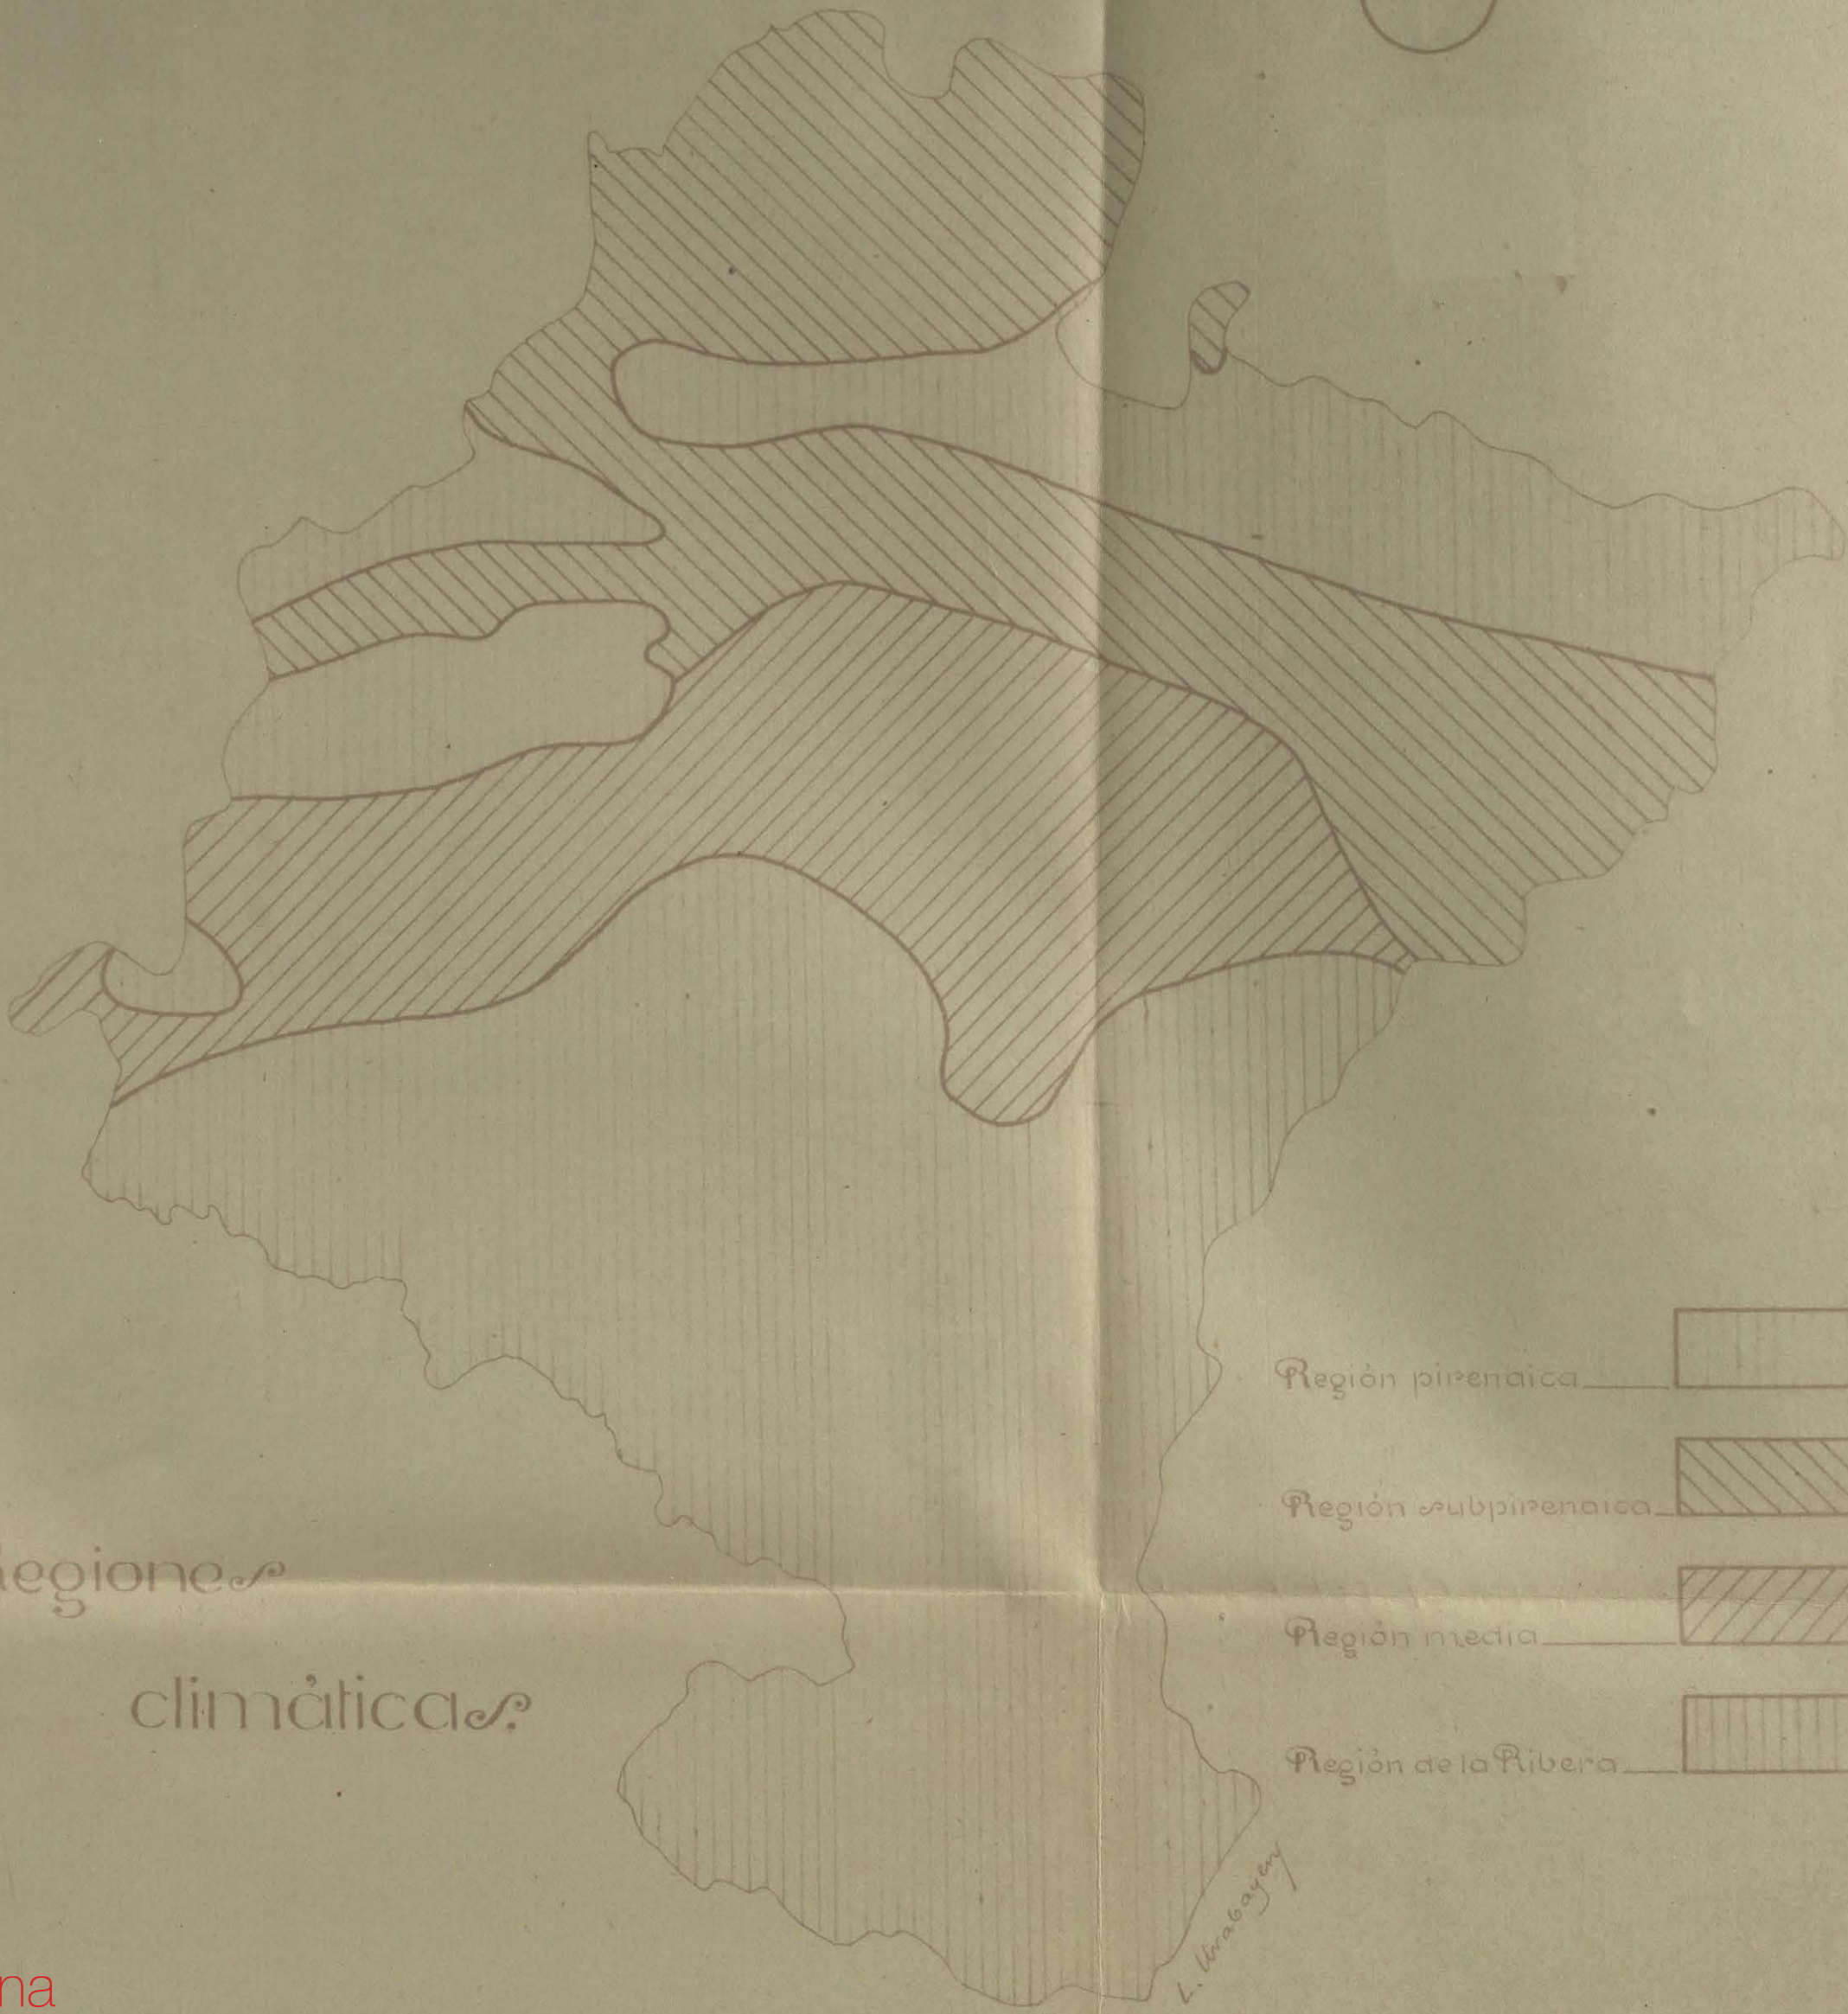 Región pirenaica
Región subpirenaica
Región media
Región de la Ribera
egiones
climáticas.
L. Urabayen
na